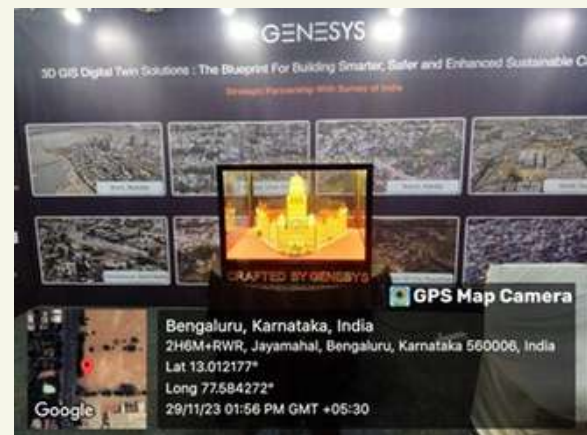 GENESYS
3D GIS Digital Twin Solutions : The Blueprint For Building Smarter, Safer and Enhanced Sustainable C
Strategic Partnership With Survey of India
CRAFTED BY GENESYS
GPS Map Camera
Bengaluru, Karnataka, India
2H6M+RWR, Jayamahal, Bengaluru, Karnataka 560006, India
Lat 13.012177°
Long 77.584272°
29/11/23 01:56 PM GMT +05:30
Google